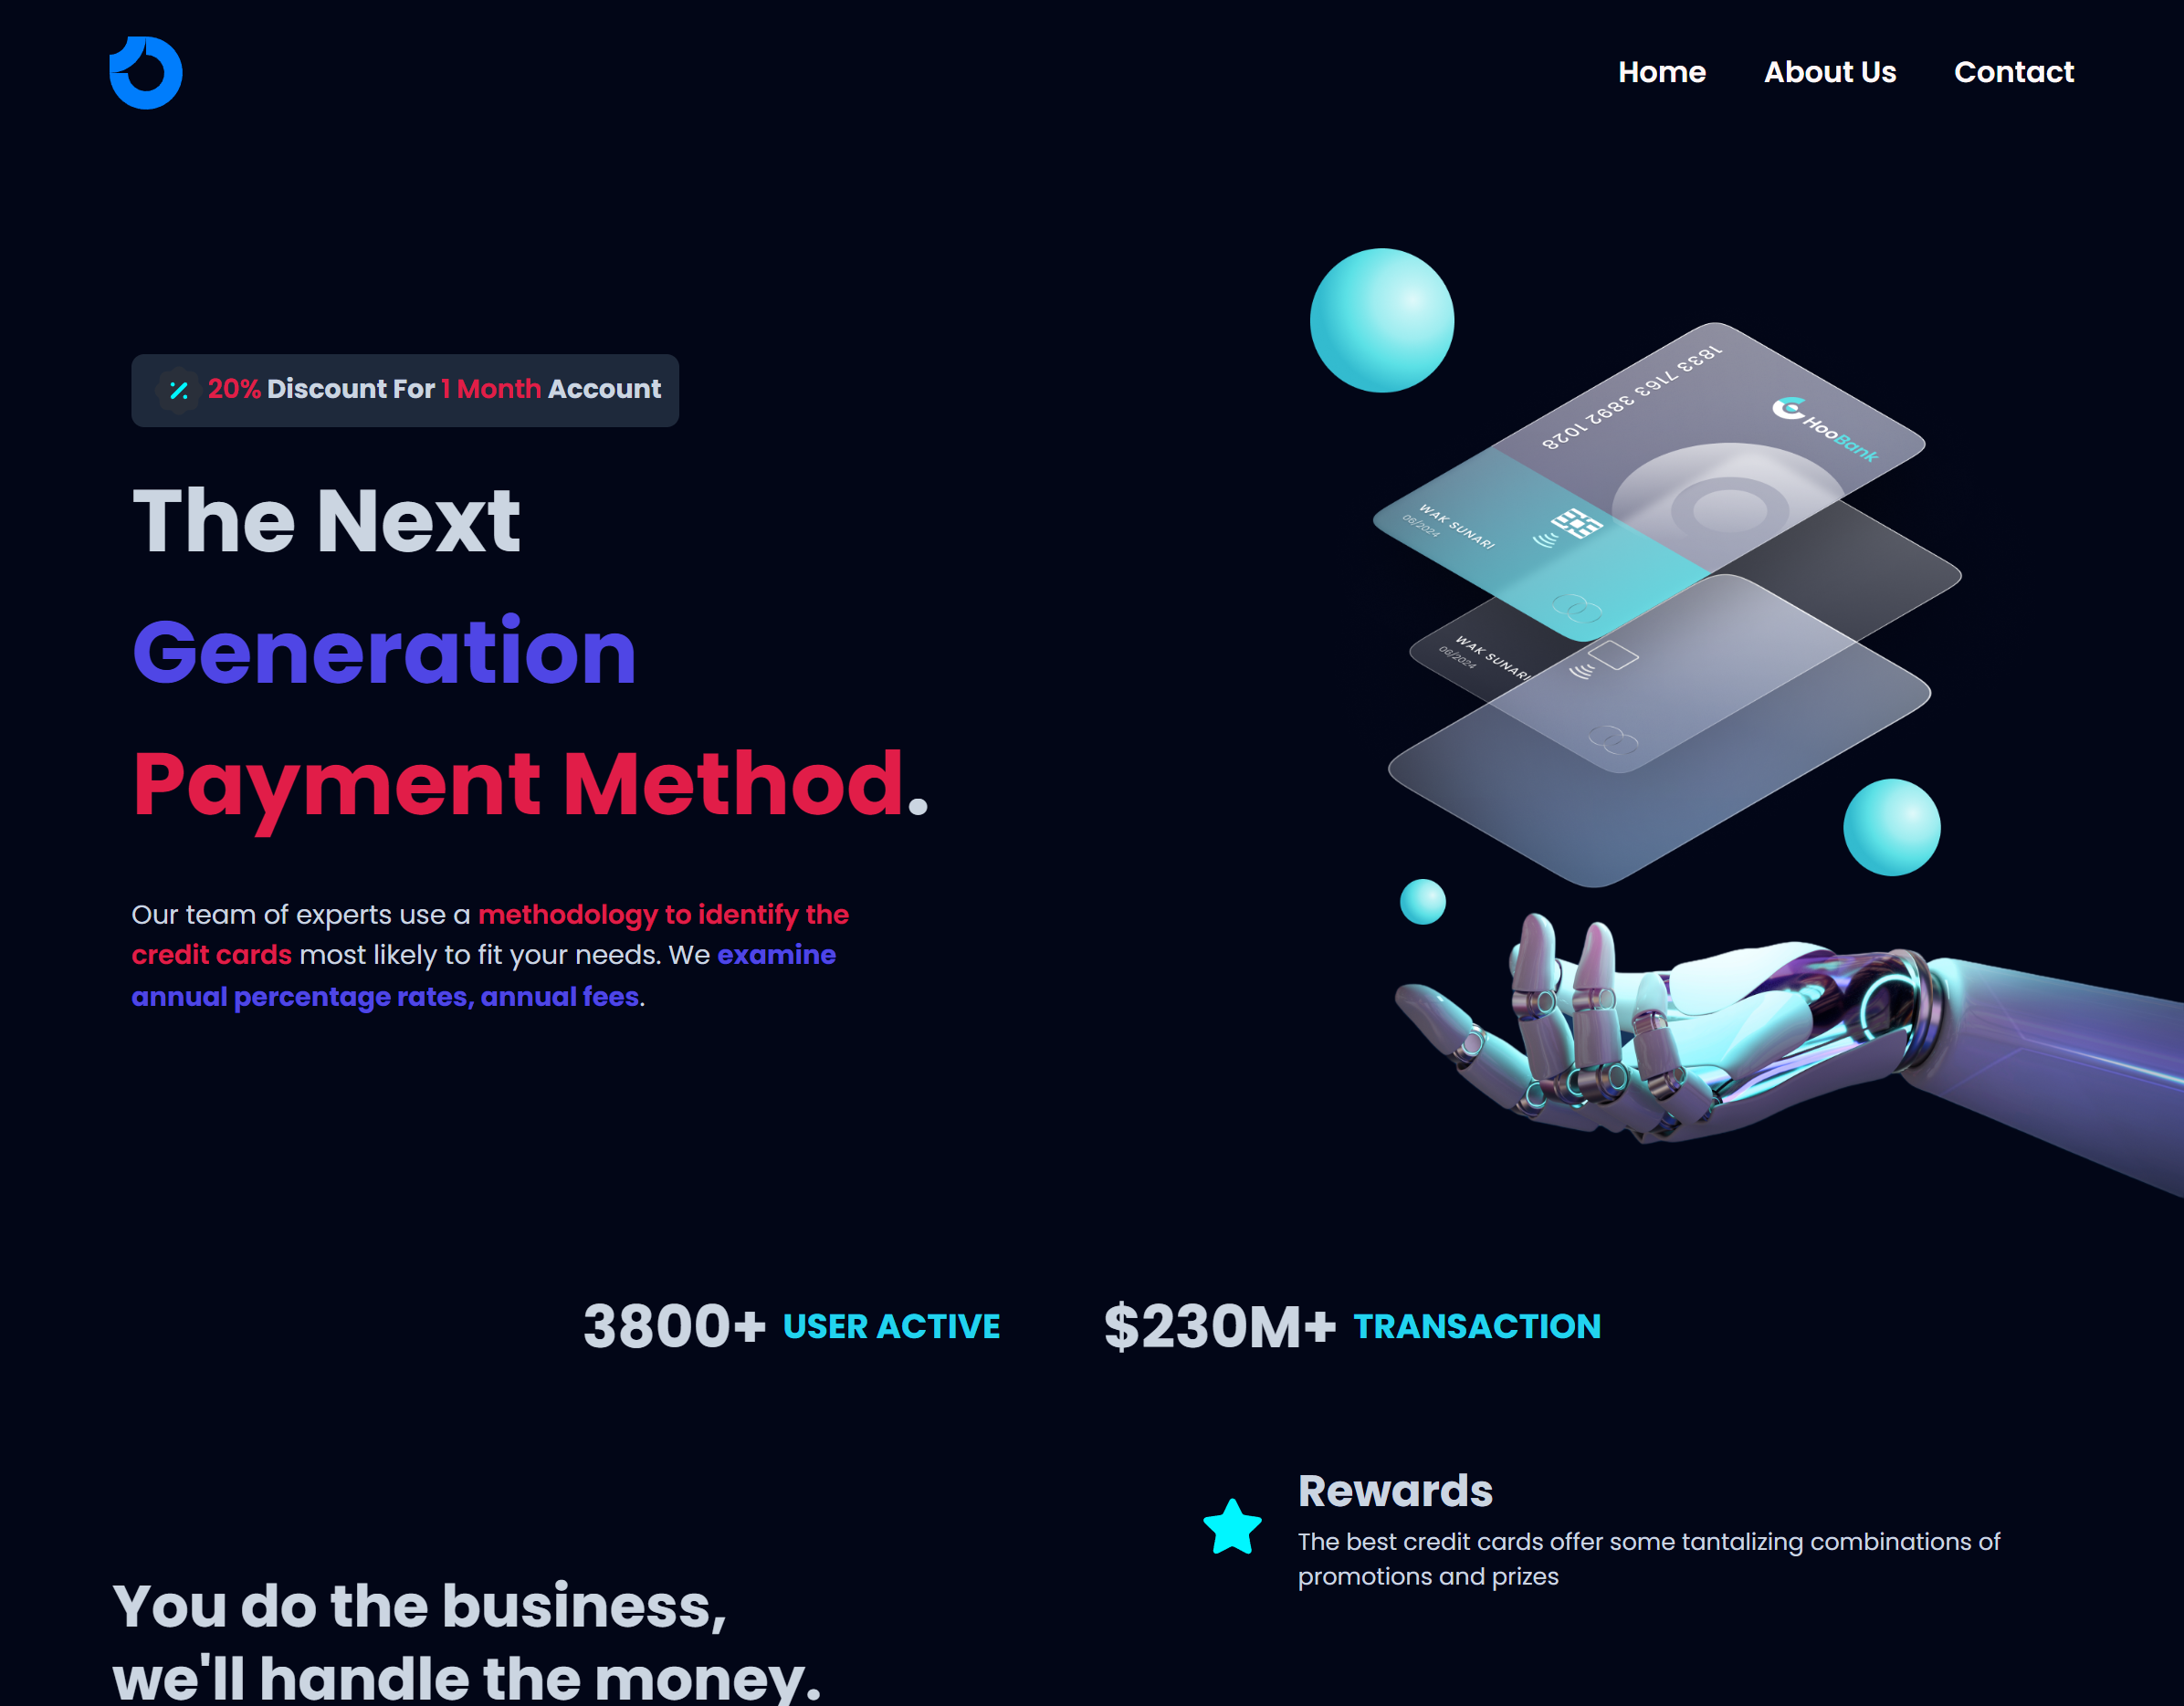 Home About Us Contact
20% Discount For 1 Month Account
The Next
Generation
Payment Method.
Our team of experts use a methodology to identify the
credit cards most likely to fit your needs. We examine
annual percentage rates, annual fees.
1833 7163 3892 1028
HooBank
WAK SUNARI
06/2024
WAK SUNARI
06/2024
3800+ USER ACTIVE
$230M+ TRANSACTION
Rewards
The best credit cards offer some tantalizing combinations of
promotions and prizes
You do the business,
we'll handle the money.